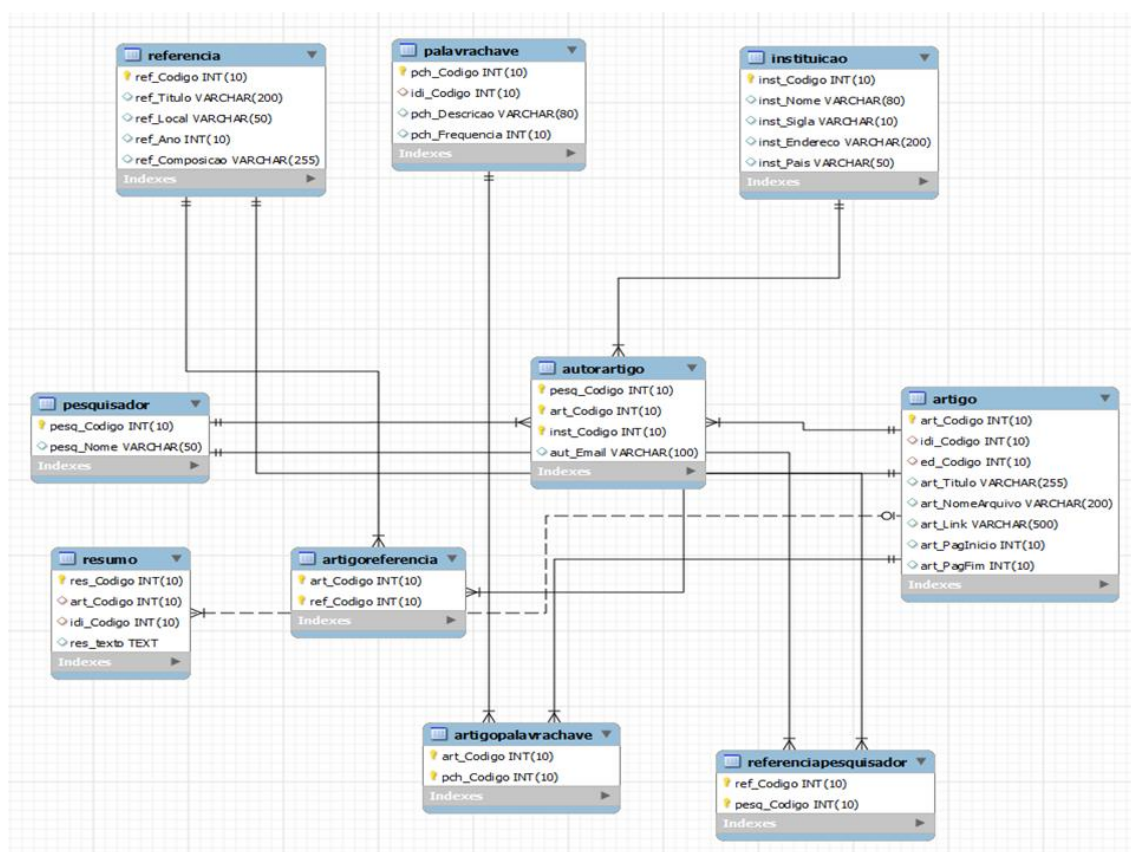 referencia
ref_Codigo INT(10)
ref_Titulo VARCHAR(200)
ref_Local VARCHAR(50)
ref_Ano INT(10)
ref_Composicao VARCHAR(255)
Indexes
palavrachave
pch_Codigo INT(10)
idi_Codigo INT(10)
pch_Descricao VARCHAR(80)
pch_Frequencia INT(10)
Indexes
instituicao
inst_Codigo INT(10)
inst_Nome VARCHAR(80)
inst_Sigla VARCHAR(10)
inst_Endereco VARCHAR(200)
inst_Pais VARCHAR(50)
Indexes
pesquisador
pesq_Codigo INT(10)
pesq_Nome VARCHAR(50)
Indexes
autorartigo
pesq_Codigo INT(10)
art_Codigo INT(10)
inst_Codigo INT(10)
aut_Email VARCHAR(100)
Indexes
artigo
art_Codigo INT(10)
idi_Codigo INT(10)
ed_Codigo INT(10)
art_Titulo VARCHAR(255)
art_NomeArquivo VARCHAR(200)
art_Link VARCHAR(500)
art_PagInicio INT(10)
art_PagFim INT(10)
Indexes
resumo
res_Codigo INT(10)
art_Codigo INT(10)
idi_Codigo INT(10)
res_texto TEXT
Indexes
artigoreferencia
art_Codigo INT(10)
ref_Codigo INT(10)
Indexes
artigopalavrachave
art_Codigo INT(10)
pch_Codigo INT(10)
Indexes
referenciapesquisador
ref_Codigo INT(10)
pesq_Codigo INT(10)
Indexes